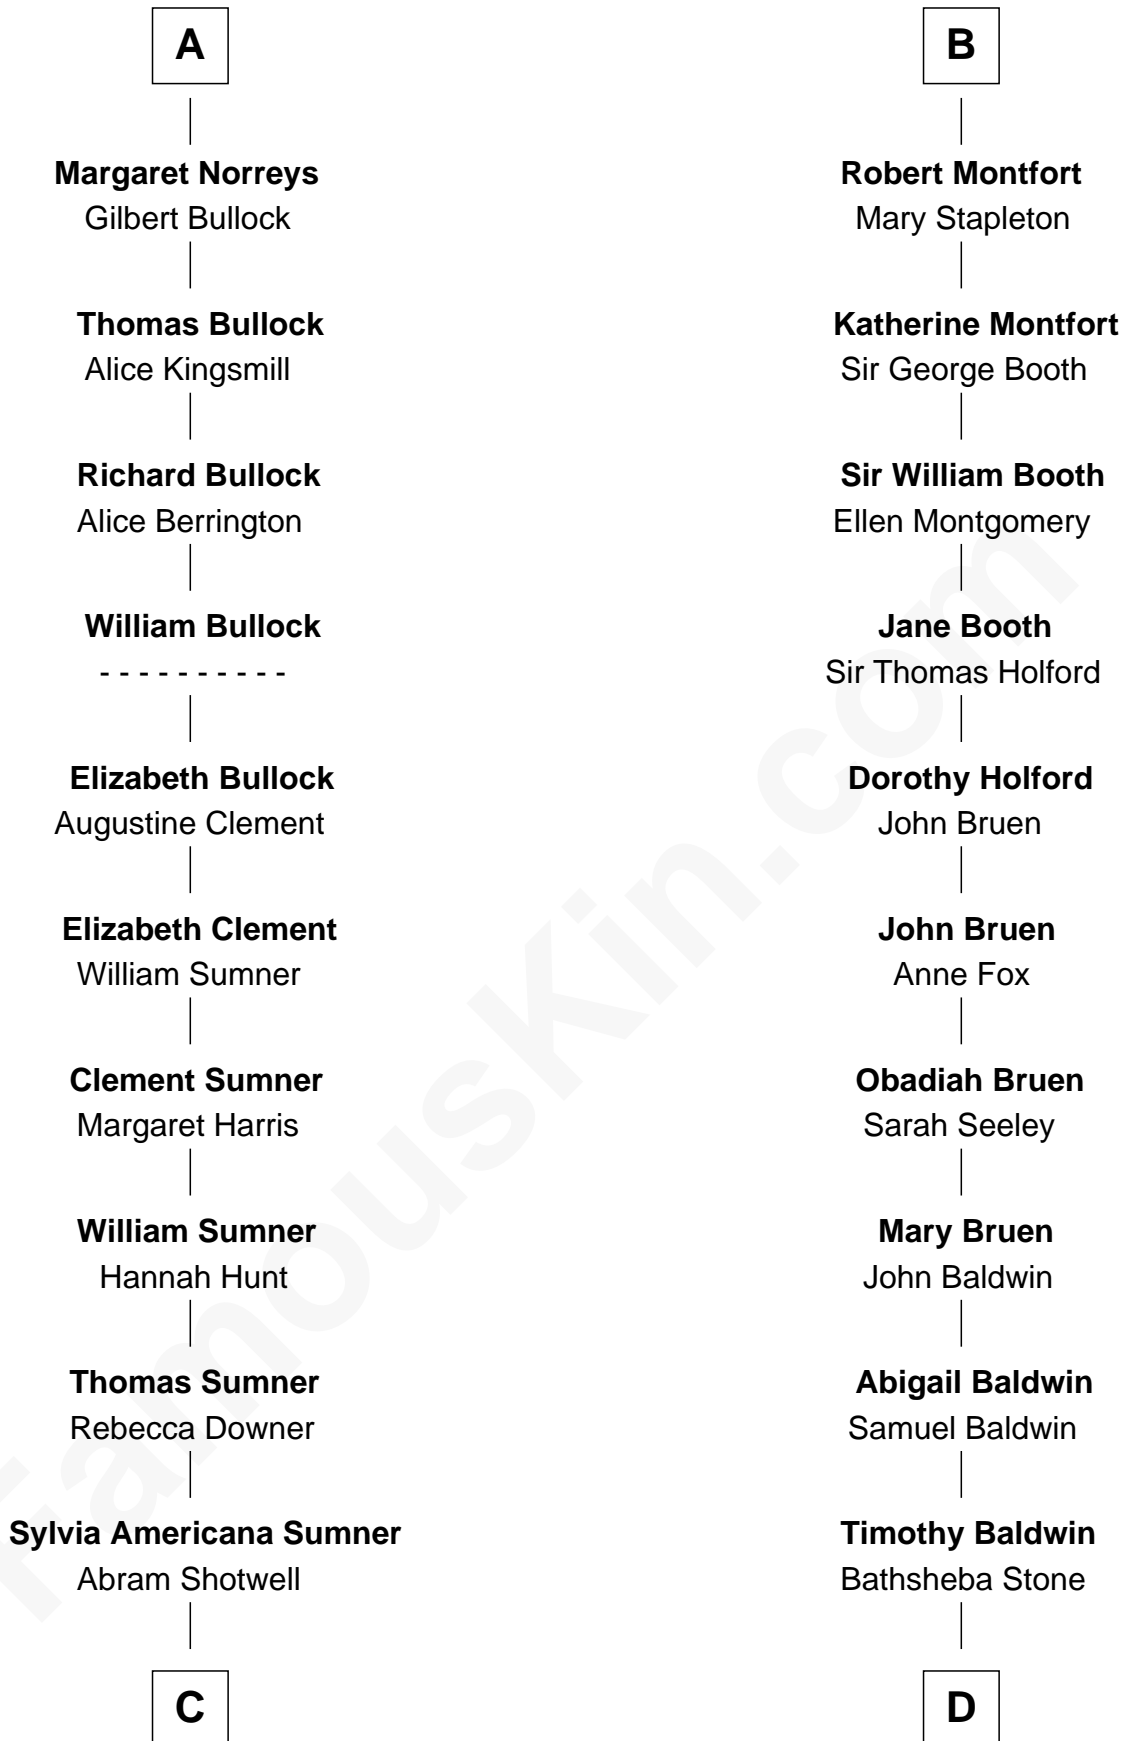 A
Margaret Norreys
Gilbert Bullock
Thomas Bullock
Alice Kingsmill
Richard Bullock
Alice Berrington
William Bullock
- - - - - - - - - -
Elizabeth Bullock
Augustine Clement
Elizabeth Clement
William Sumner
Clement Sumner
Margaret Harris
William Sumner
Hannah Hunt
Thomas Sumner
Rebecca Downer
Sylvia Americana Sumner
Abram Shotwell
C
B
Robert Montfort
Mary Stapleton
Katherine Montfort
Sir George Booth
Sir William Booth
Ellen Montgomery
Jane Booth
Sir Thomas Holford
Dorothy Holford
John Bruen
John Bruen
Anne Fox
Obadiah Bruen
Sarah Seeley
Mary Bruen
John Baldwin
Abigail Baldwin
Samuel Baldwin
Timothy Baldwin
Bathsheba Stone
D
FamousKin.com